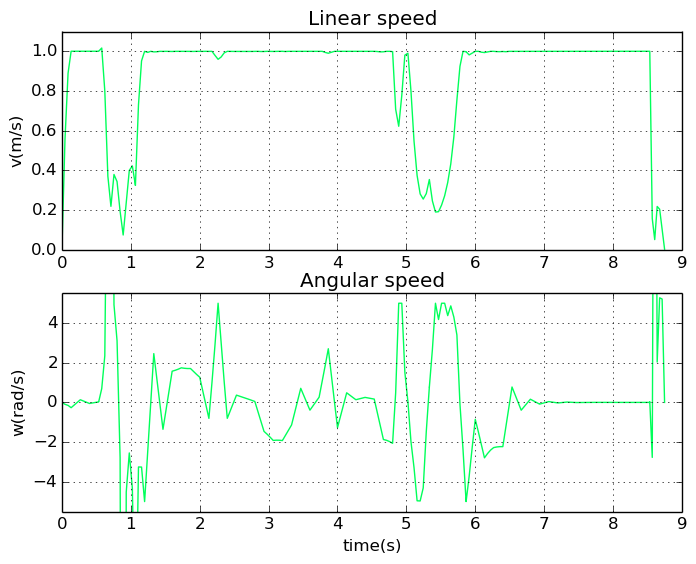 Linear speed
v(m/s)
1.0
0.8
0.6
0.4
0.2
0.0
0 1 2 3 4 5 6 7 8 9
Angular speed
w(rad/s)
4
2
0
−2
−4
0 1 2 3 4 5 6 7 8 9
time(s)